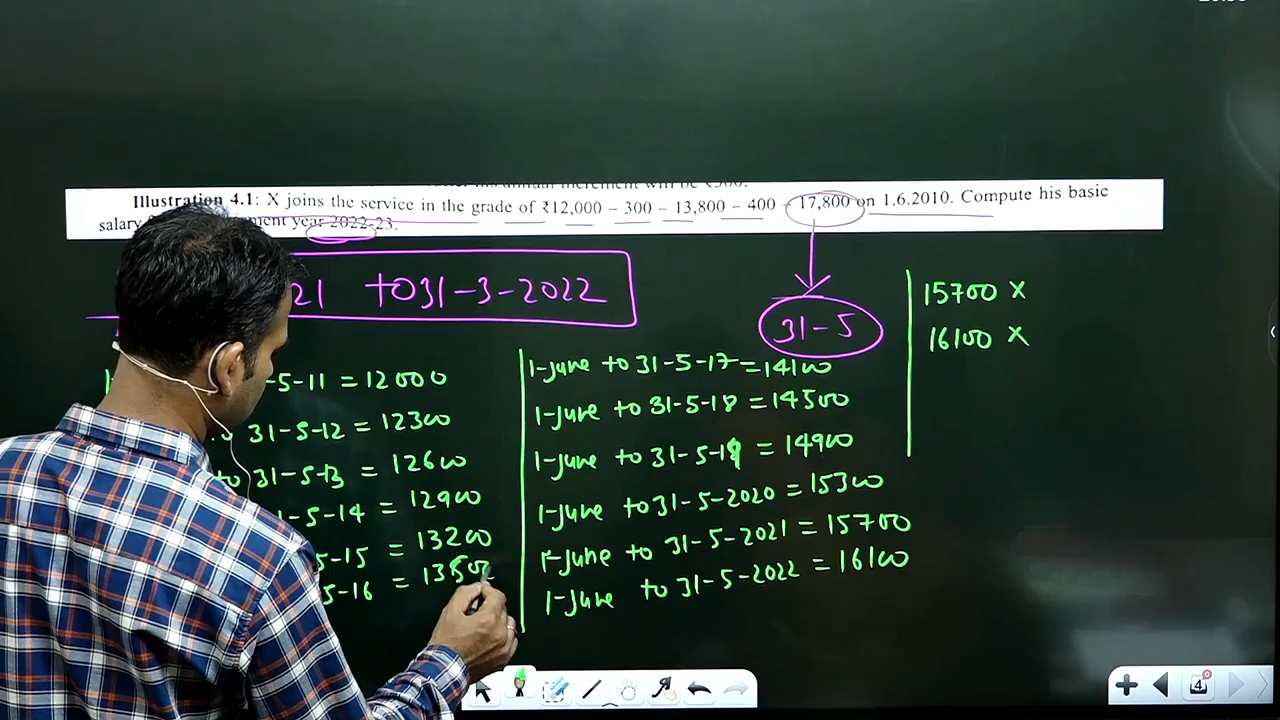 Illustration 4.1: X joins the service in the grade of ₹12,000 – 300 – 13,800 – 400 – 17,800 on 1.6.2010. Compute his basic
salary year 2022-23.
21 to 31-3-2022
31-5
-5-11 = 12000
31-5-12 = 12300
to 31-5-13 = 12600
-5-14 = 12900
5-15 = 13200
5-16 = 13500
1-June to 31-5-17 = 14100
1-June to 31-5-18 = 14500
1-June to 31-5-19 = 14900
1-June to 31-5-2020 = 15300
1-June to 31-5-2021 = 15700
1-June to 31-5-2022 = 16100
15700 X
16100 X
4